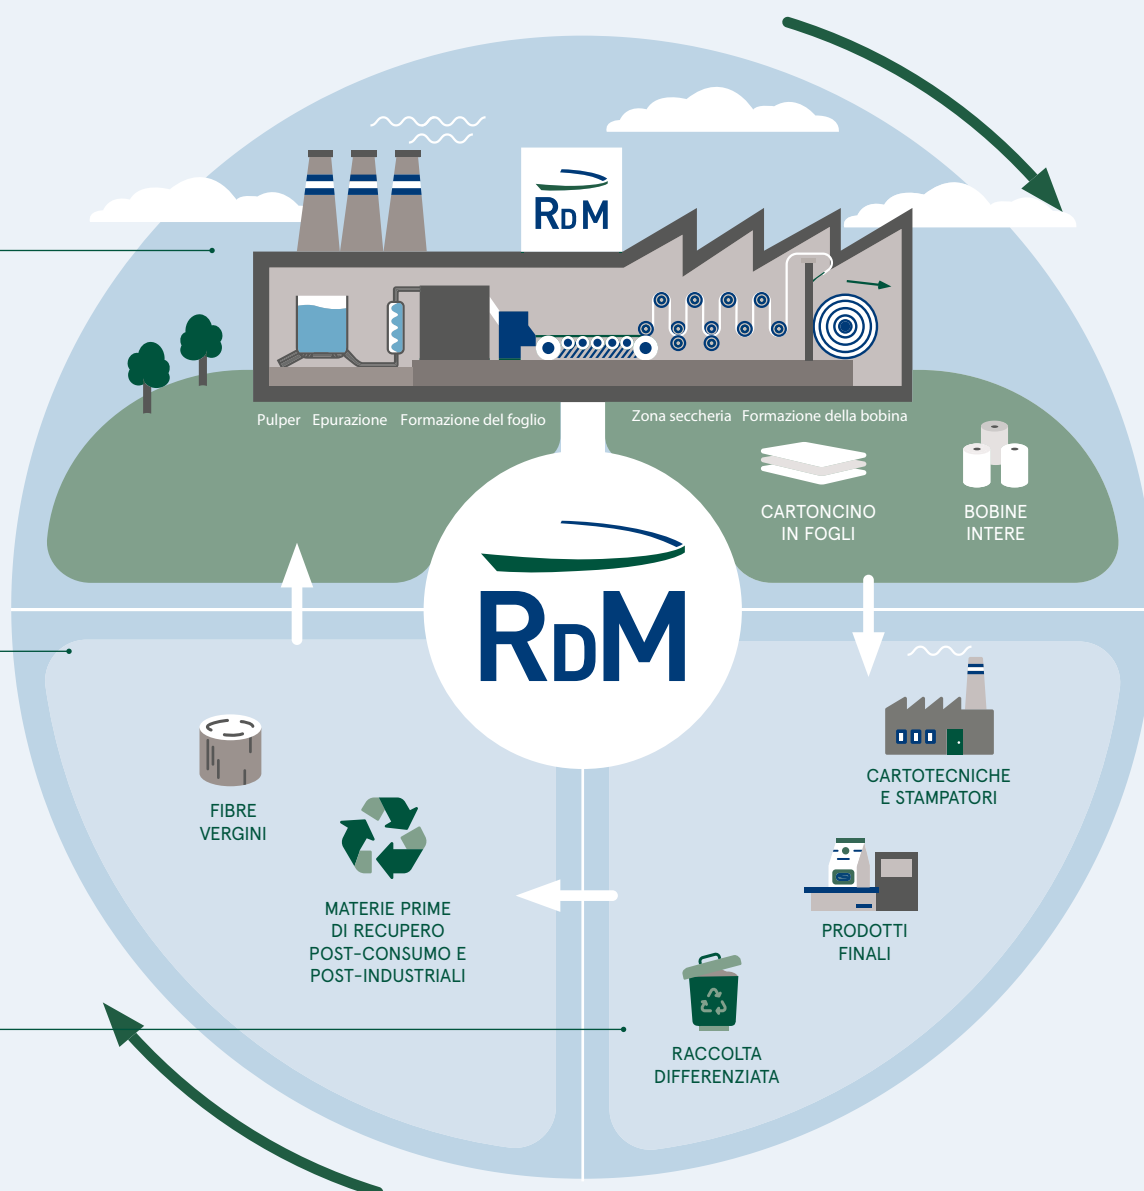 RDM
Pulper Epurazione Formazione del foglio
Zona seccheria Formazione della bobina
CARTONCINO
IN FOGLI
BOBINE
INTERE
RDM
CARTOTECNICHE
E STAMPATORI
FIBRE
VERGINI
MATERIE PRIME
DI RECUPERO
POST-CONSUMO E
POST-INDUSTRIALI
PRODOTTI
FINALI
RACCOLTA
DIFFERENZIATA